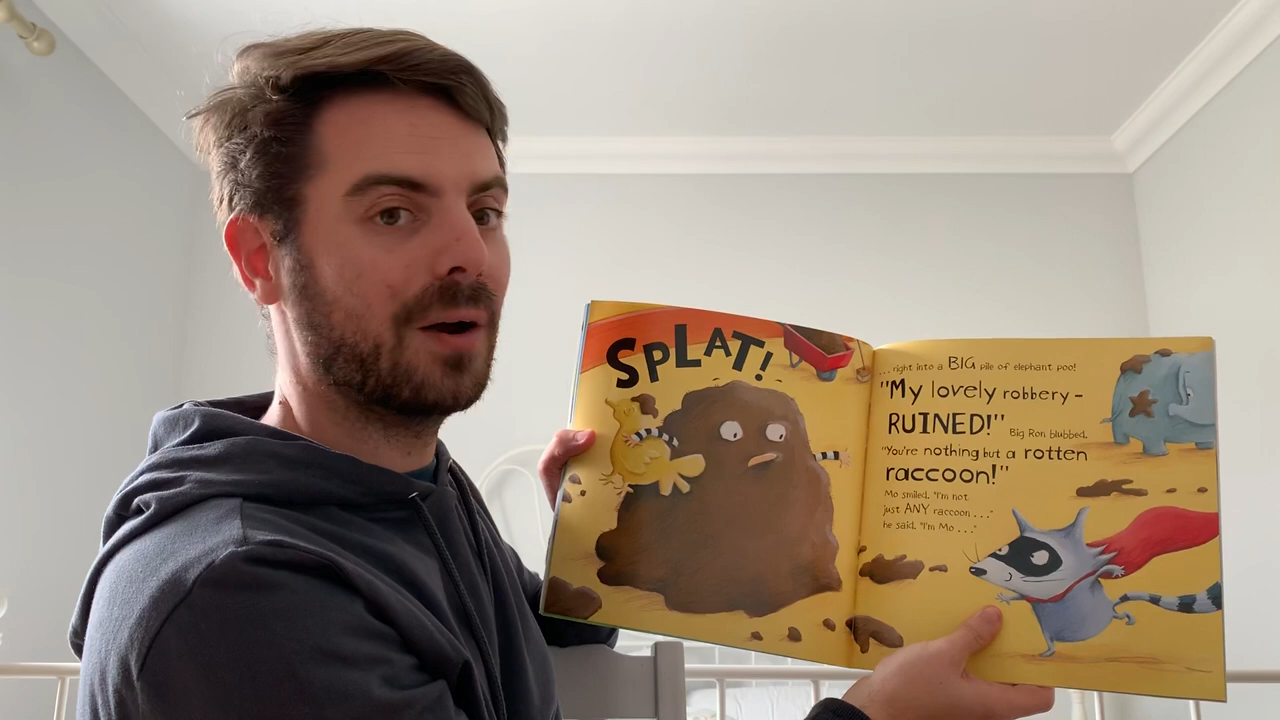 SPLAT!
...right into a BIG pile of elephant poo!
"My lovely robbery –
RUINED!" Big Ron blubbed.
"You're nothing but a rotten
raccoon!"
Mo smiled. "I'm not
just ANY raccoon..."
he said. "I'm Mo..."